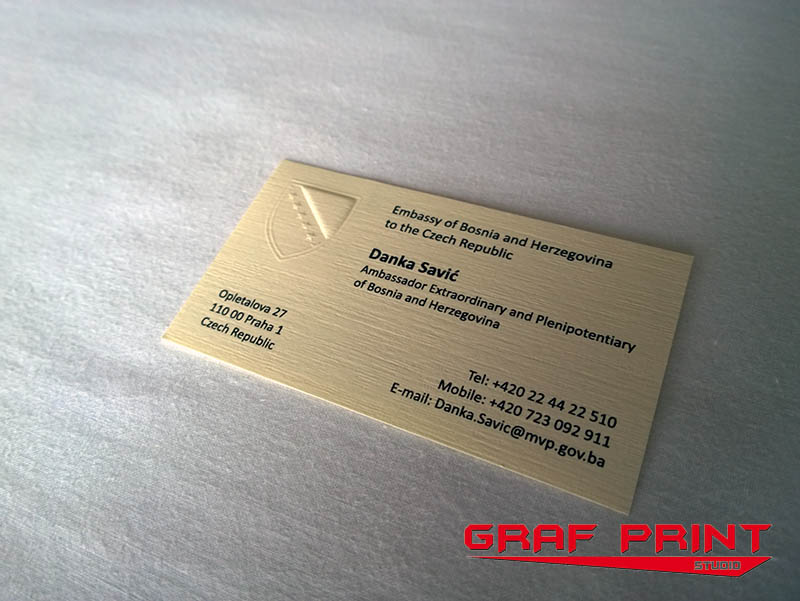 Embassy of Bosnia and Herzegovina
to the Czech Republic
Danka Savić
Ambassador Extraordinary and Plenipotentiary
of Bosnia and Herzegovina
Opletalova 27
110 00 Praha 1
Czech Republic
Tel: +420 22 44 22 510
Mobile: +420 723 092 911
E-mail: Danka.Savic@mvp.gov.ba
GRAF PRINT
STUDIO